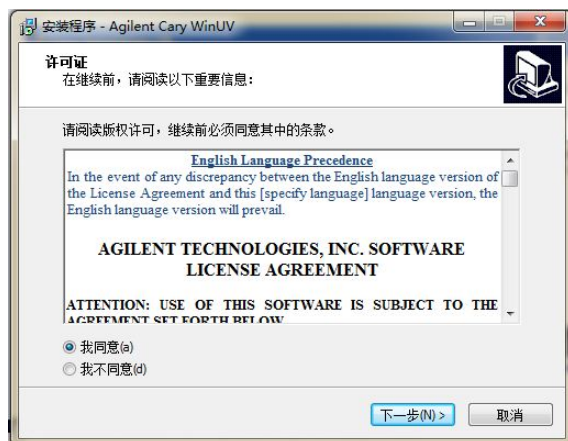 安装程序 - Agilent Cary WinUV
许可证
在继续前，请阅读以下重要信息：
请阅读版权许可，继续前必须同意其中的条款。
English Language Precedence
In the event of any discrepancy between the English language version of
the License Agreement and this [specify language] language version, the
English language version will prevail.
AGILENT TECHNOLOGIES, INC. SOFTWARE
LICENSE AGREEMENT
ATTENTION: USE OF THIS SOFTWARE IS SUBJECT TO THE
AGREEMENT SET FORTH BELOW.
我同意(a)
我不同意(d)
下一步(N) >
取消